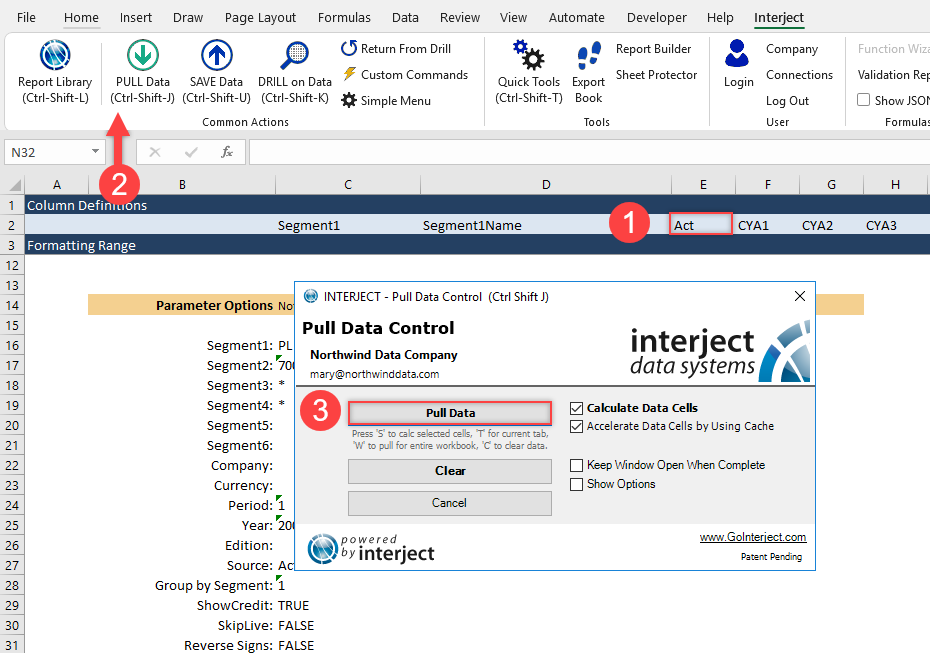 File Home Insert Draw Page Layout Formulas Data Review View Automate Developer Help Interject
Report Library
(Ctrl-Shift-L)
PULL Data
(Ctrl-Shift-J)
SAVE Data
(Ctrl-Shift-U)
DRILL on Data
(Ctrl-Shift-K)
Return From Drill
Custom Commands
Simple Menu
Common Actions
Quick Tools
(Ctrl-Shift-T)
Export
Book
Report Builder
Sheet Protector
Tools
Login
Company
Connections
Log Out
User
Function Wiza
Validation Rep
Show JSON
Formulas
N32
fx
2
A B C D E F G H
1 Column Definitions
2 Segment1 Segment1Name 1 Act CYA1 CYA2 CYA3
3 Formatting Range
12
13
14 Parameter Options No
15
16 Segment1: PL
17 Segment2: 700
18 Segment3: *
19 Segment4: *
20 Segment5:
21 Segment6:
22 Company:
23 Currency:
24 Period: 1
25 Year: 200
26 Edition:
27 Source: Ac
28 Group by Segment: 1
29 ShowCredit: TRUE
30 SkipLive: FALSE
31 Reverse Signs: FALSE
INTERJECT - Pull Data Control (Ctrl Shift J)
Pull Data Control
Northwind Data Company
mary@northwinddata.com
interject
data systems
3
Pull Data
Press 'S' to calc selected cells, 'T' for current tab,
'W' to pull for entire workbook, 'C' to clear data.
Clear
Cancel
Calculate Data Cells
Accelerate Data Cells by Using Cache
Keep Window Open When Complete
Show Options
powered
by interject
www.GoInterject.com
Patent Pending